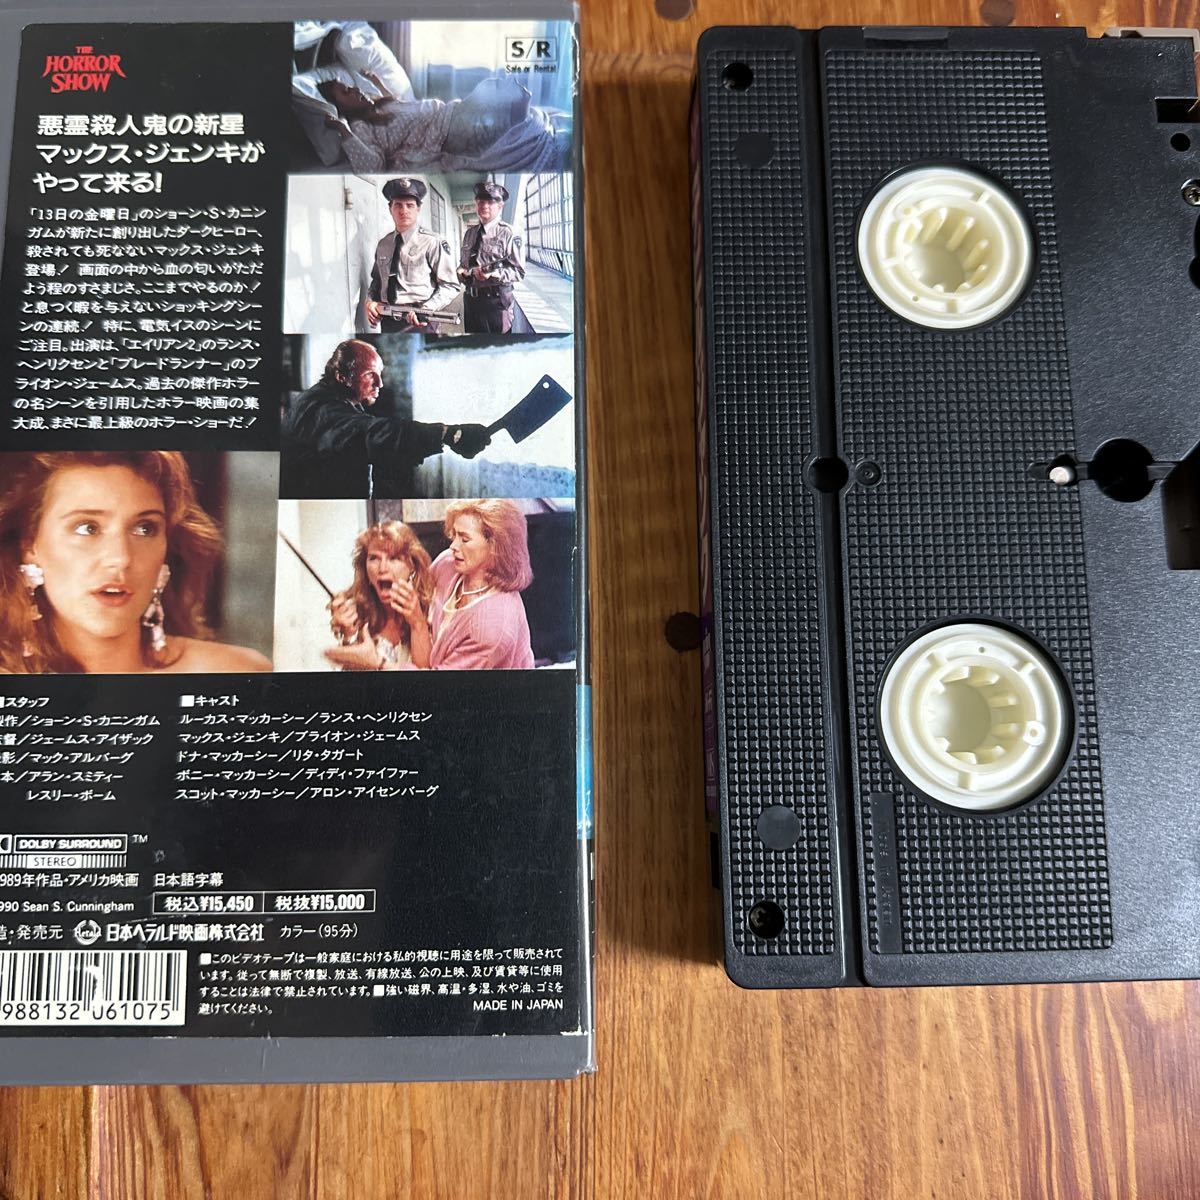 THE
HORROR
SHOW
S/R
Sale or Rental
悪霊殺人鬼の新星
マックス・ジェンキが
やって来る!
「13日の金曜日」のショーン・S・カニン
ガムが新たに創り出したダークヒーロー、
殺されても死なないマックス・ジェンキ
登場! 画面の中から血の匂いがただ
よう程のすさまじさ、ここまでやるのか!
と息つく暇を与えないショッキングシー
ンの連続! 特に、電気イスのシーンに
ご注目。出演は、「エイリアン2」のランス・
ヘンリクセンと「ブレードランナー」のブ
ライオン・ジェームス。過去の傑作ホラー
の名シーンを引用したホラー映画の集
大成、まさに最上級のホラー・ショーだ!
■スタッフ
製作/ショーン・S・カニンガム
監督/ジェームス・アイザック
撮影/マック・アルバーグ
本/アラン・スミティー
レスリー・ボーム
■キャスト
ルーカス・マッカーシー/ランス・ヘンリクセン
マックス・ジェンキ/ブライオン・ジェームス
ドナ・マッカーシー/リタ・タガート
ボニー・マッカーシー/ディディ・ファイファー
スコット・マッカーシー/アロン・アイセンバーグ
DOLBY SURROUND TM
STEREO
989年作品・アメリカ映画 日本語字幕
990 Sean S. Cunningham 税込¥15,450 税抜¥15,000
造・発売元 日本ヘラルド映画株式会社 カラー(95分)
■このビデオテープは一般家庭における私的視聴に用途を限って販売されて
います。従って無断で複製、放送、有線放送、公の上映、及び賃貸等に使用
することは法律で禁止されています。■強い磁界、高温・多湿、水や油、ゴミを
避けてください。
MADE IN JAPAN
988132 061075